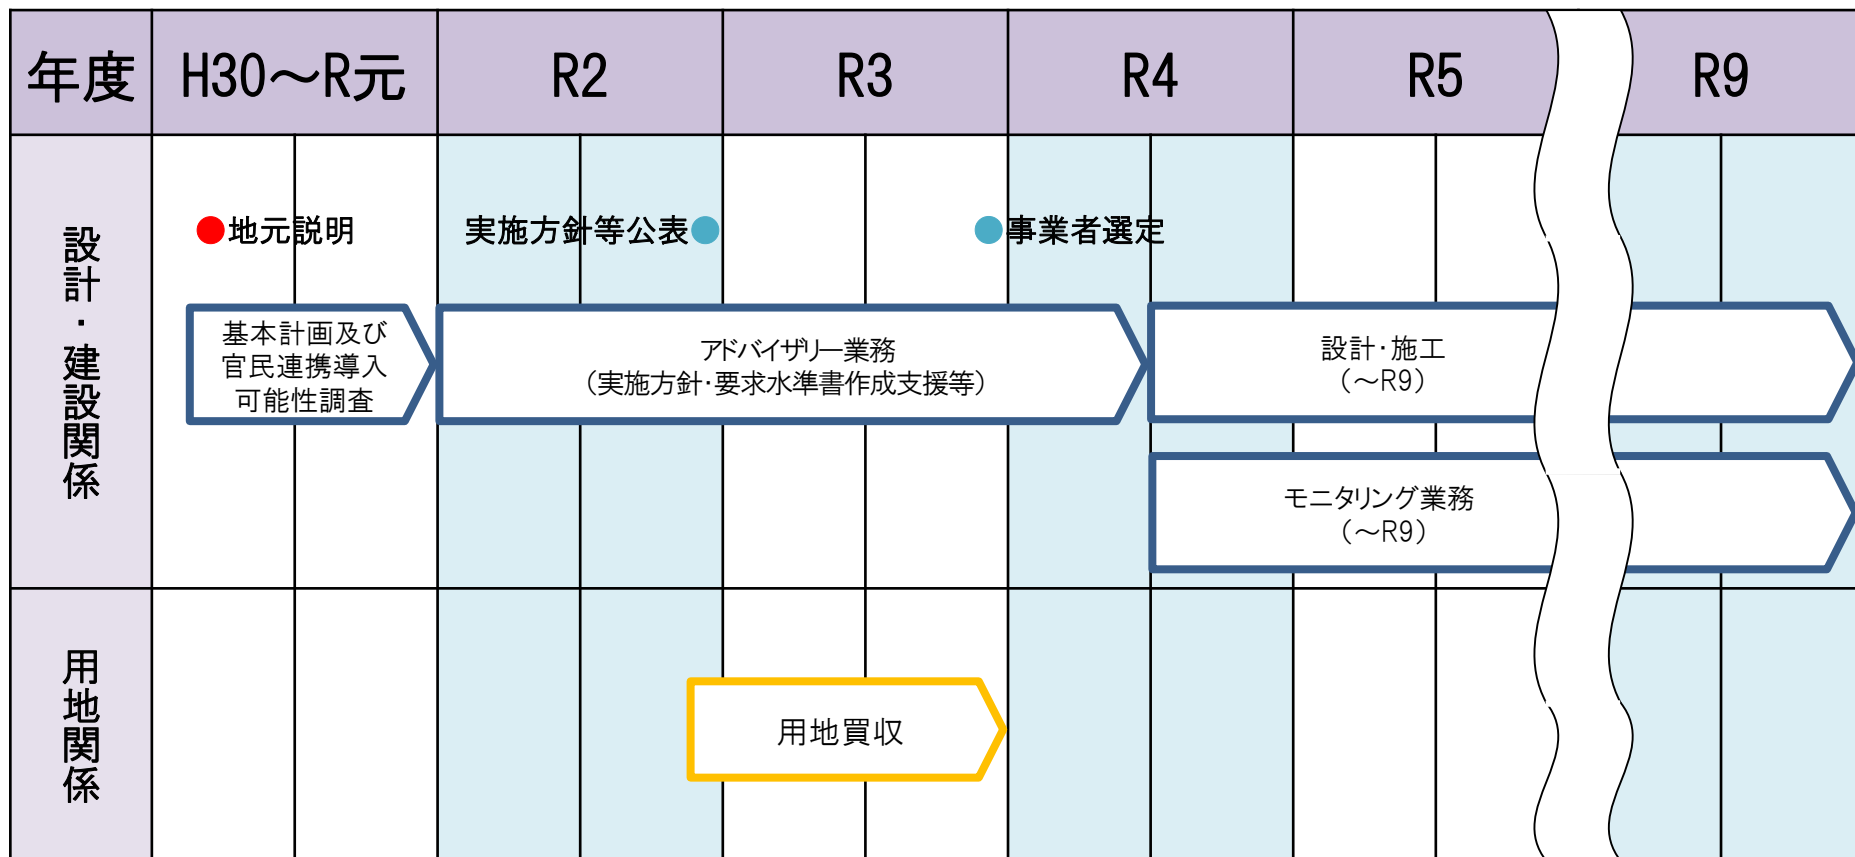 年度
H30～R元
R2
R3
R4
R5
R9
設計・建設関係
●地元説明
実施方針等公表●
●事業者選定
基本計画及び
官民連携導入
可能性調査
アドバイザリー業務
（実施方針・要求水準書作成支援等）
設計・施工
（～R9）
モニタリング業務
（～R9）
用地関係
用地買収